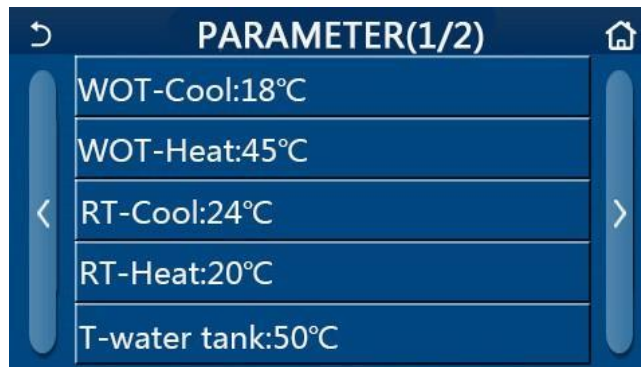 PARAMETER(1/2)
WOT-Cool:18℃
WOT-Heat:45℃
RT-Cool:24℃
RT-Heat:20℃
T-water tank:50℃